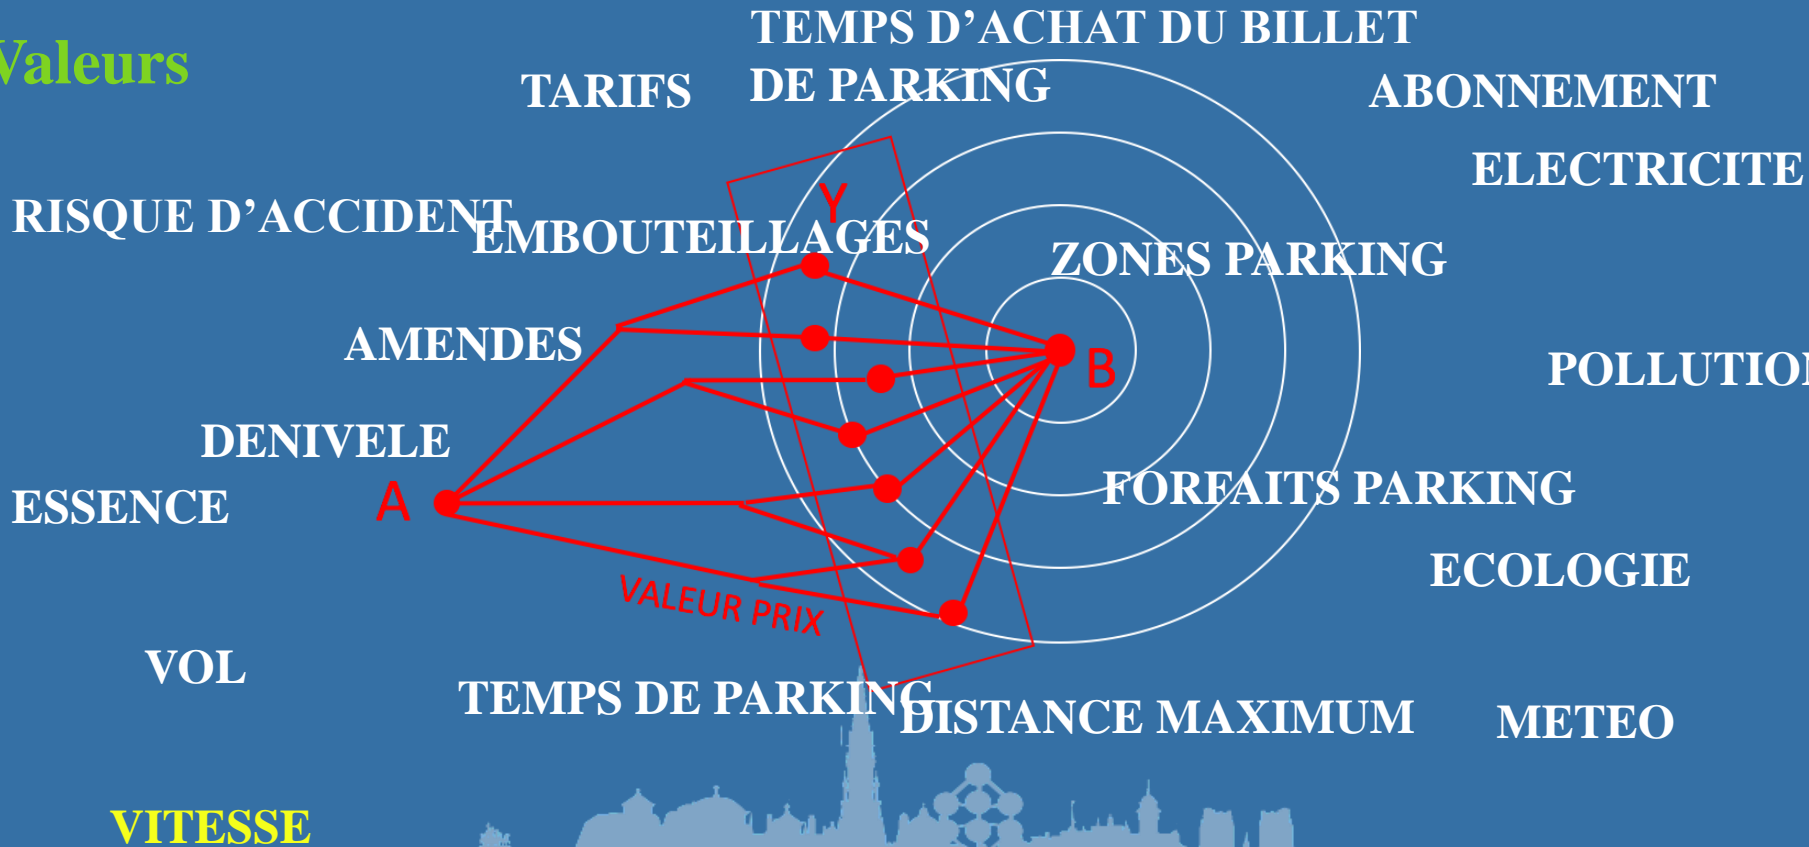 TEMPS D’ACHAT DU BILLET
DE PARKING
Valeurs
TARIFS
ABONNEMENT
ELECTRICITE
RISQUE D’ACCIDENT
Y
EMBOUTEILLAGES
ZONES PARKING
AMENDES
B
POLLUTION
DENIVELE
A
ESSENCE
FORFAITS PARKING
ECOLOGIE
VALEUR PRIX
VOL
TEMPS DE PARKING
DISTANCE MAXIMUM
METEO
VITESSE